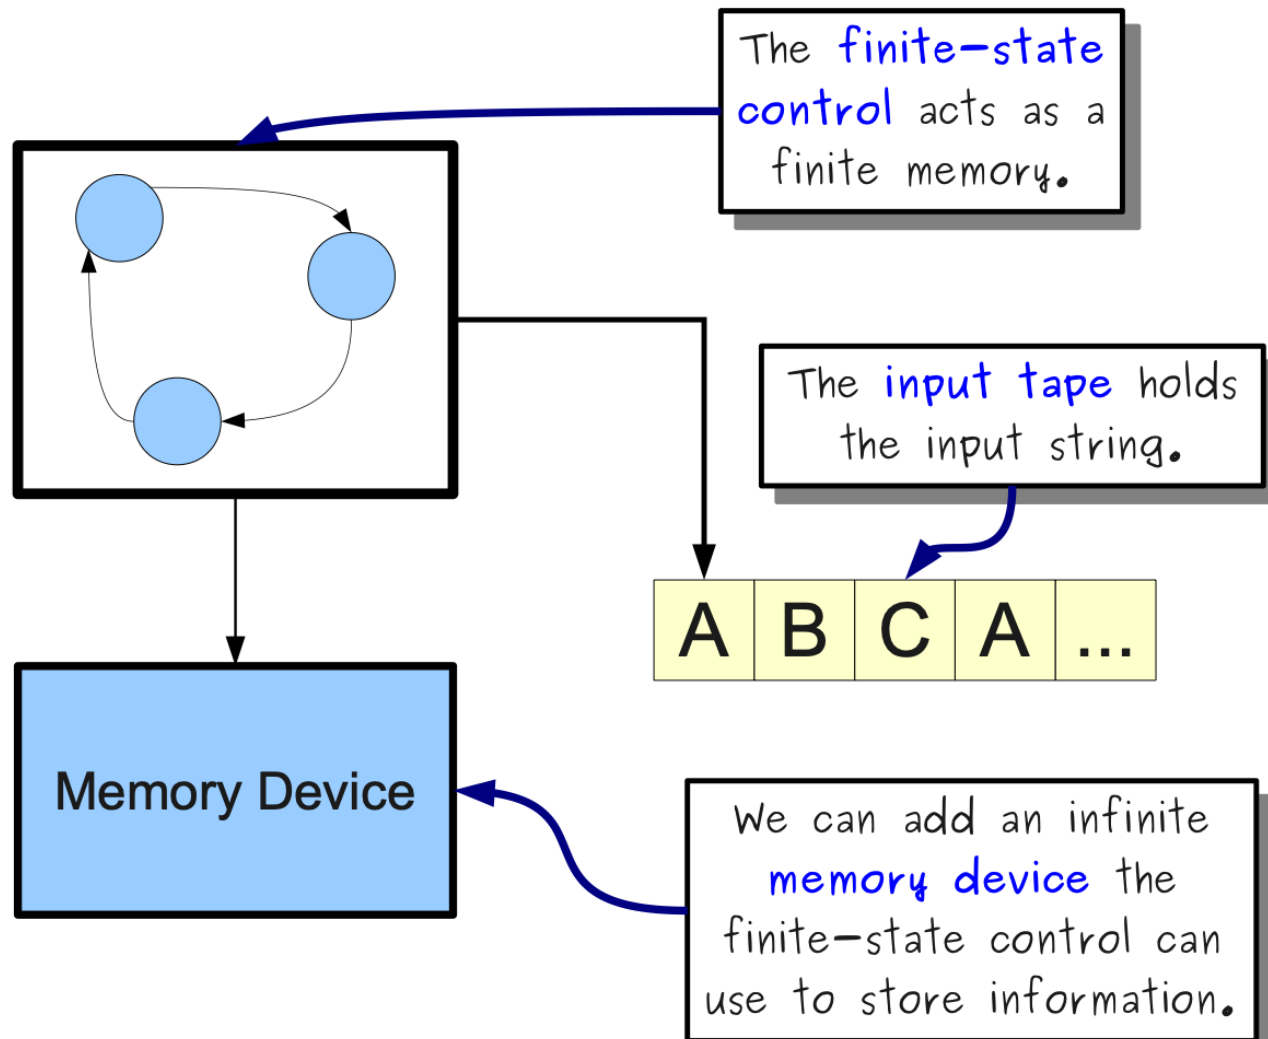 The finite-state
control acts as a
finite memory.
The input tape holds
the input string.
A B C A ...
Memory Device
We can add an infinite
memory device the
finite-state control can
use to store information.